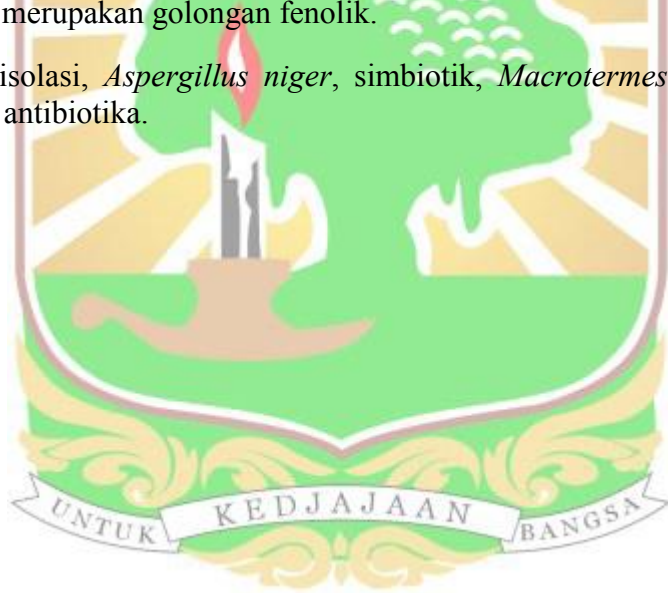 merupakan golongan fenolik.
isolasi, Aspergillus niger, simbiotik, Macrotermes
antibiotika.
UNTUK KEDJAJAAN BANGSA